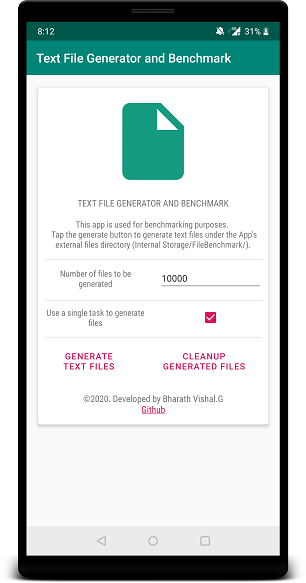 8:12
31%
Text File Generator and Benchmark
TEXT FILE GENERATOR AND BENCHMARK
This app is used for benchmarking purposes.
Tap the generate button to generate text files under the App's
external files directory (Internal Storage/FileBenchmark/).
Number of files to be
generated
10000
Use a single task to generate
files
GENERATE
TEXT FILES
CLEANUP
GENERATED FILES
©2020. Developed by Bharath Vishal.G
Github